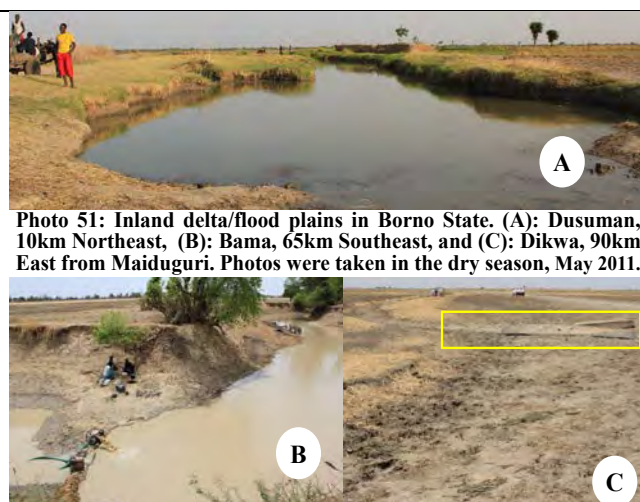 A
Photo 51: Inland delta/flood plains in Borno State. (A): Dusuman,
10km Northeast, (B): Bama, 65km Southeast, and (C): Dikwa, 90km
East from Maiduguri. Photos were taken in the dry season, May 2011.
B
C